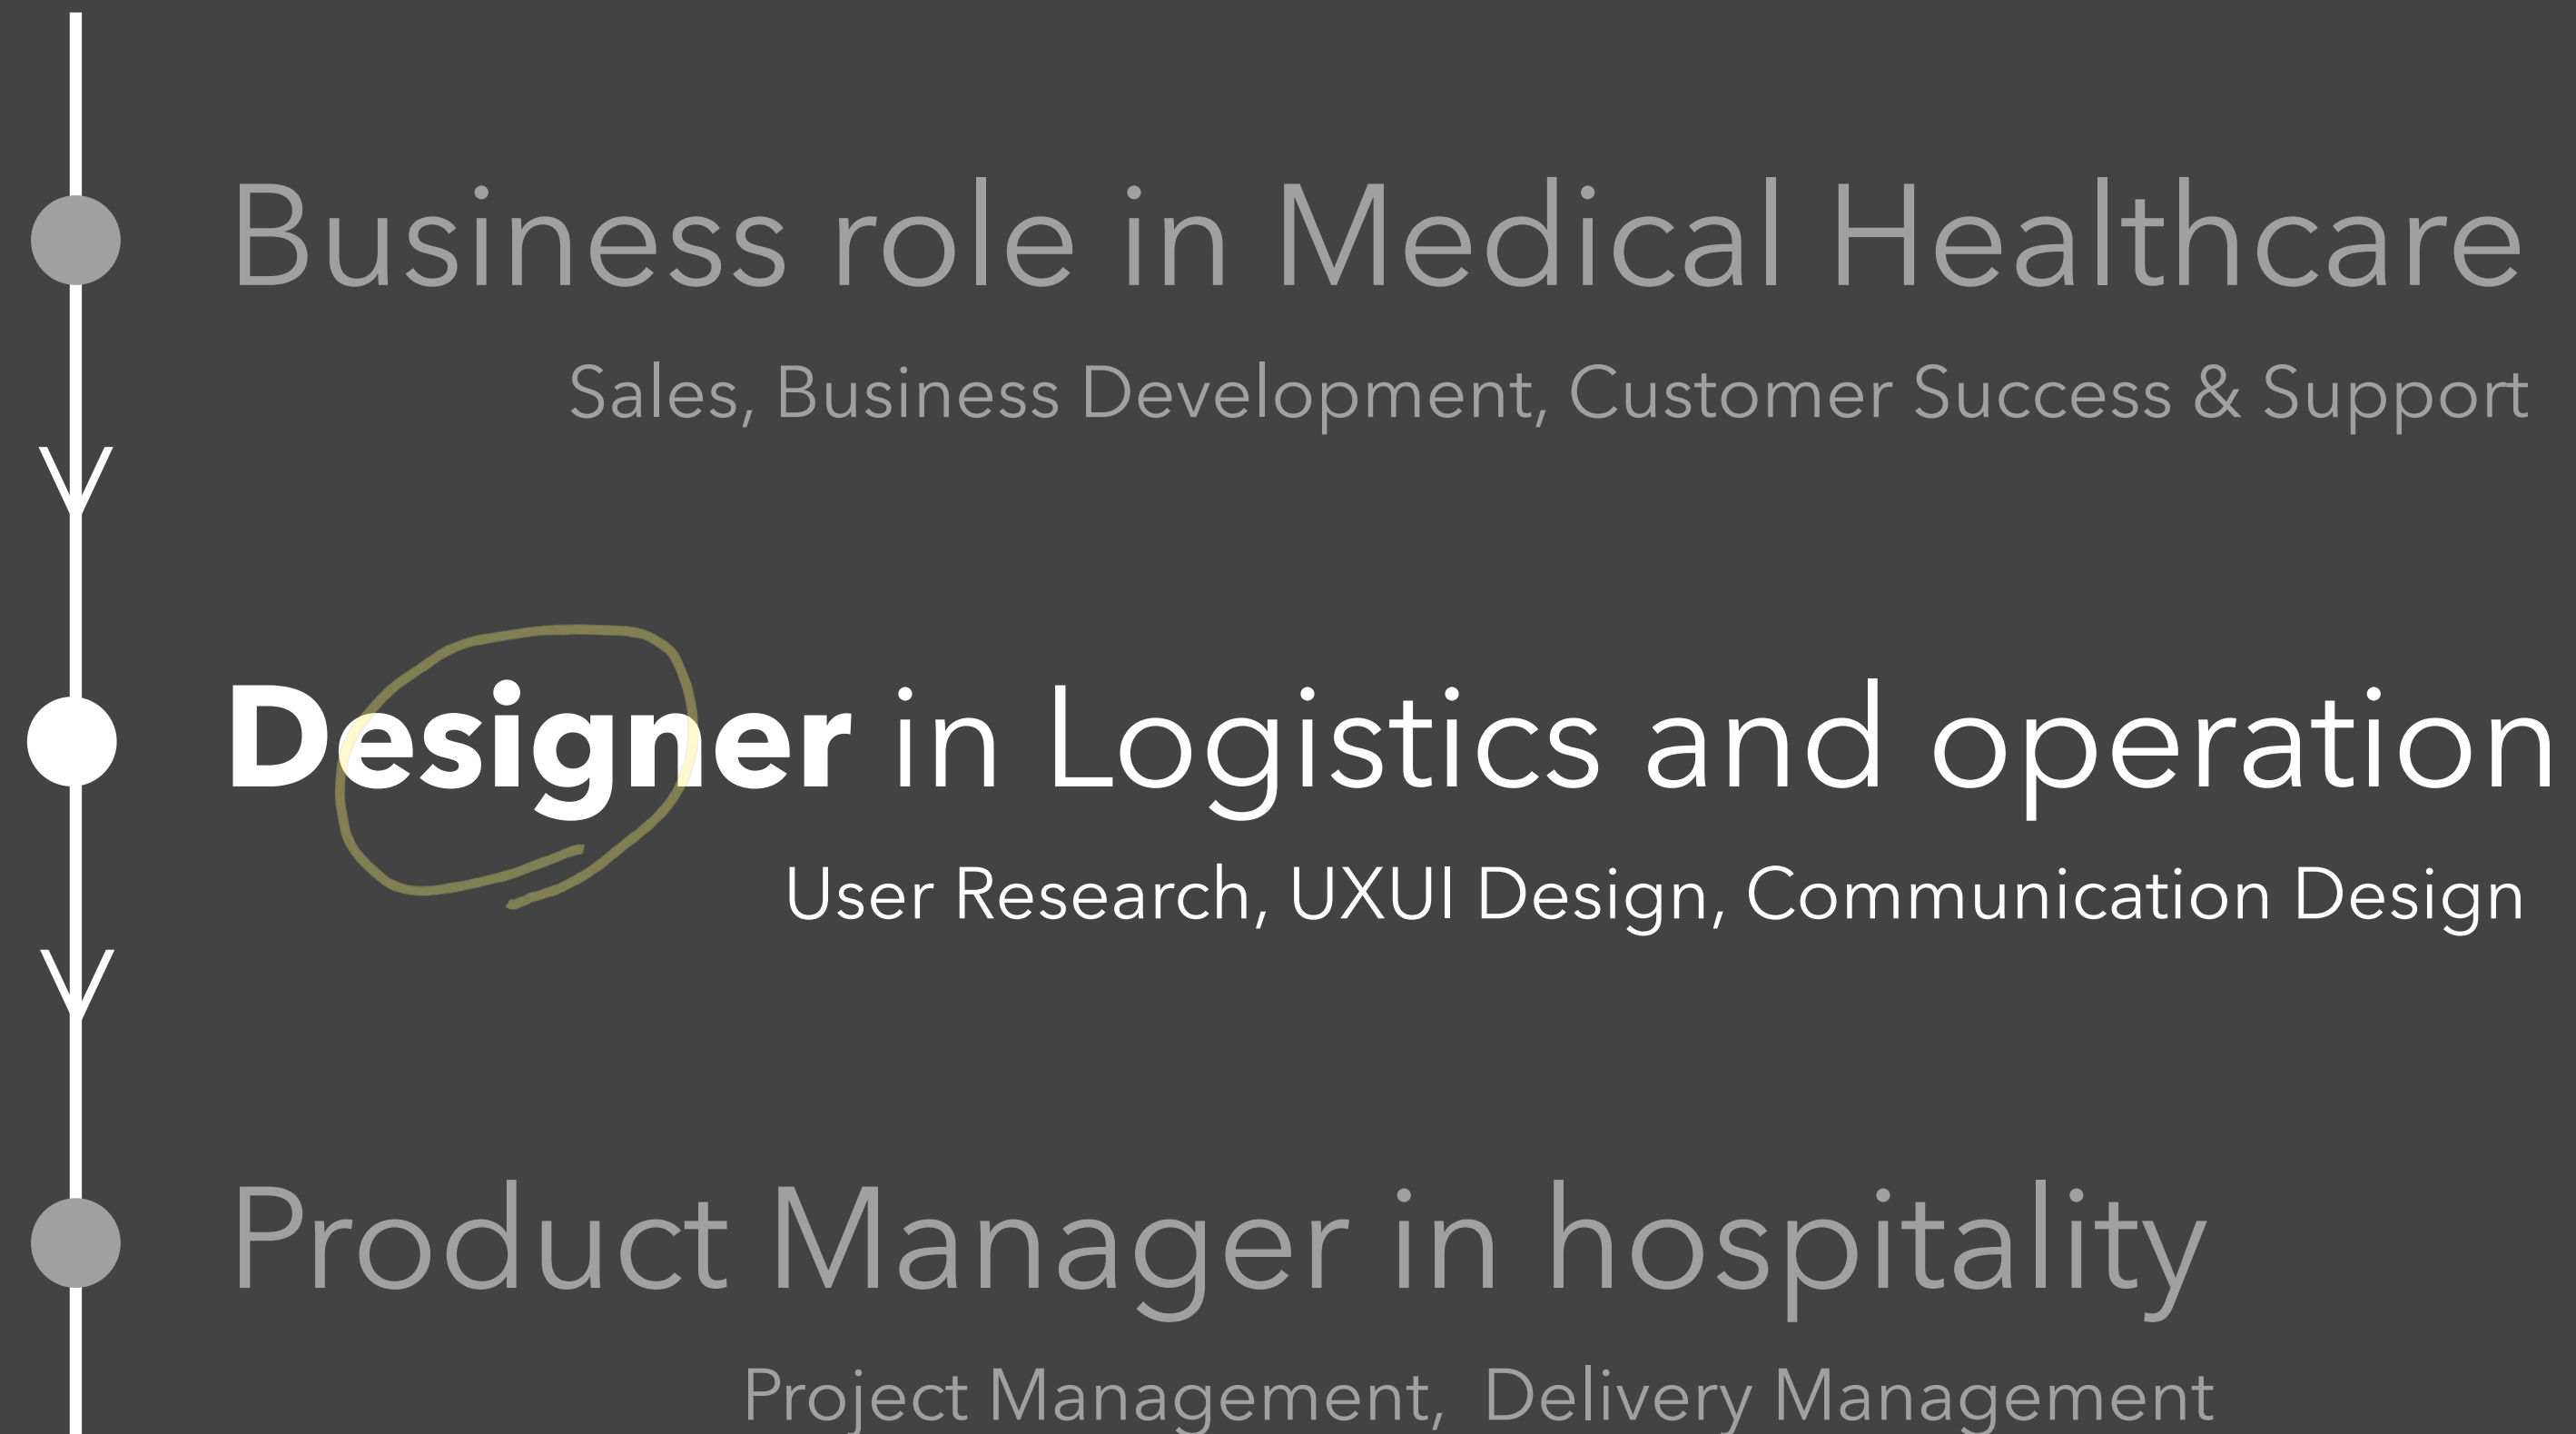 Business role in Medical Healthcare
Sales, Business Development, Customer Success & Support
Designer in Logistics and operation
User Research, UXUI Design, Communication Design
Product Manager in hospitality
Project Management, Delivery Management